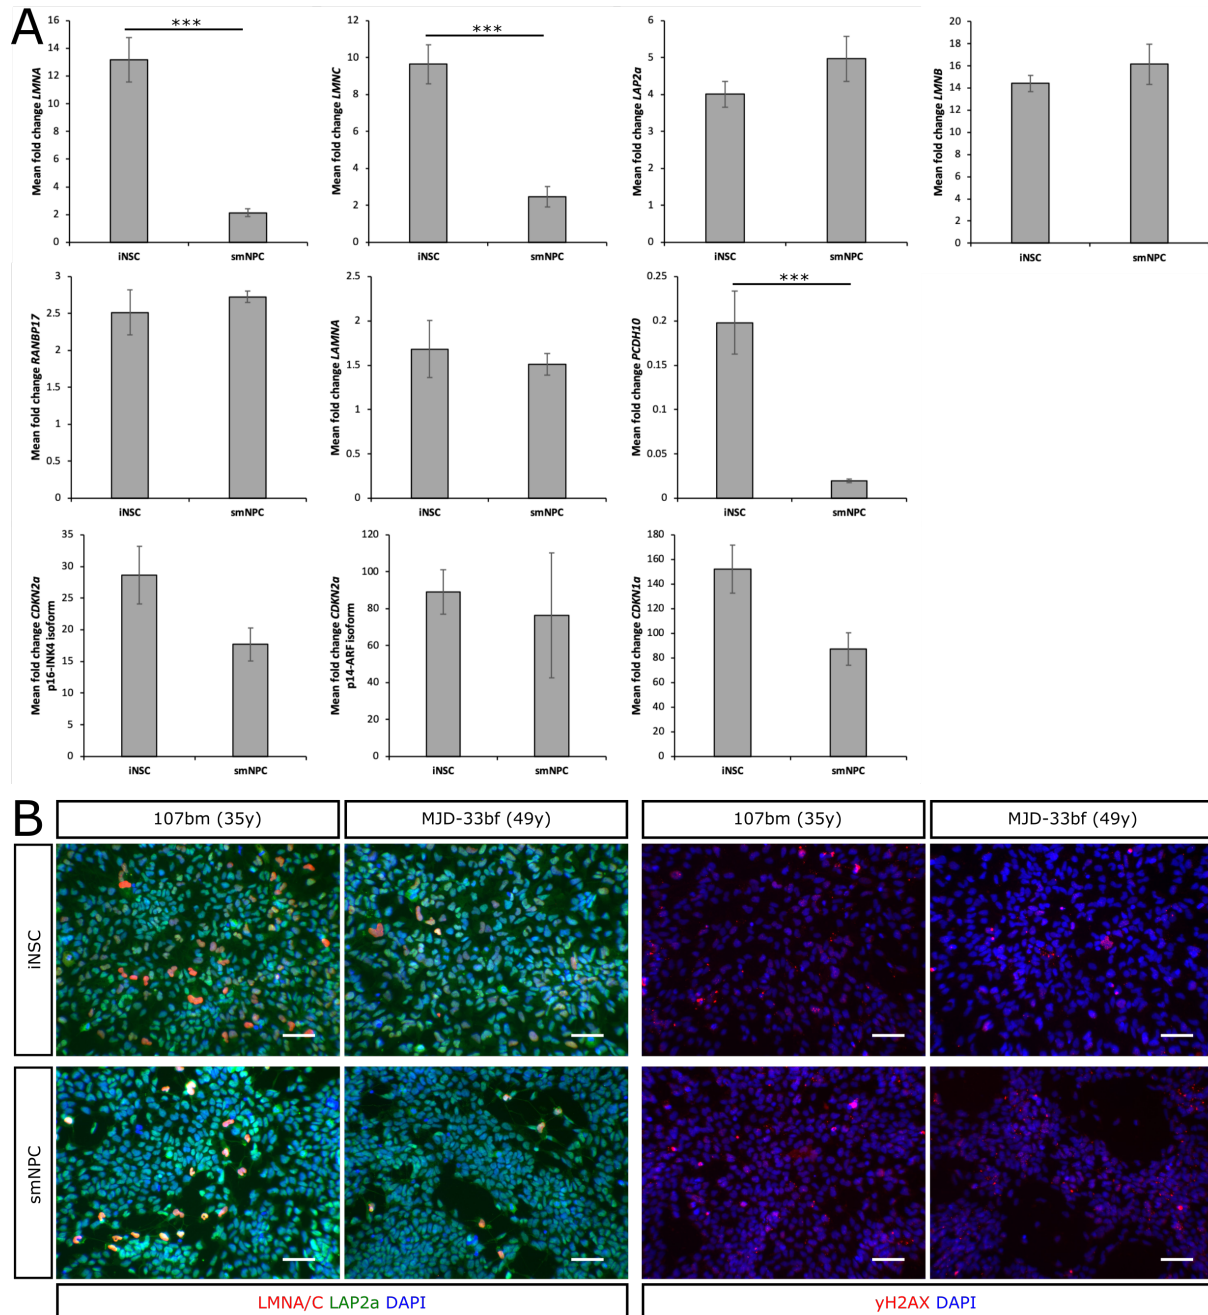 A
Mean fold change LMNA
16
14
12
10
8
6
4
2
0
***
iNSC smNPC
Mean fold change LMNC
12
10
8
6
4
2
0
***
iNSC smNPC
Mean fold change LAP2a
6
5
4
3
2
1
0
iNSC smNPC
Mean fold change LMNB
20
18
16
14
12
10
8
6
4
2
0
iNSC smNPC
Mean fold change RANBP17
3
2.5
2
1.5
1
0.5
0
iNSC smNPC
Mean fold change LAMNA
2.5
2
1.5
1
0.5
0
iNSC smNPC
Mean fold change PCDH10
0.25
0.2
0.15
0.1
0.05
0
***
iNSC smNPC
Mean fold change CDKN2a
p16-INK4 isoform
35
30
25
20
15
10
5
0
iNSC smNPC
Mean fold change CDKN2a
p14-ARF isoform
120
100
80
60
40
20
0
iNSC smNPC
Mean fold change CDKN1a
180
160
140
120
100
80
60
40
20
0
iNSC smNPC
B
107bm (35y) MJD-33bf (49y) 107bm (35y) MJD-33bf (49y)
iNSC
smNPC
LMNA/C LAP2a DAPI yH2AX DAPI